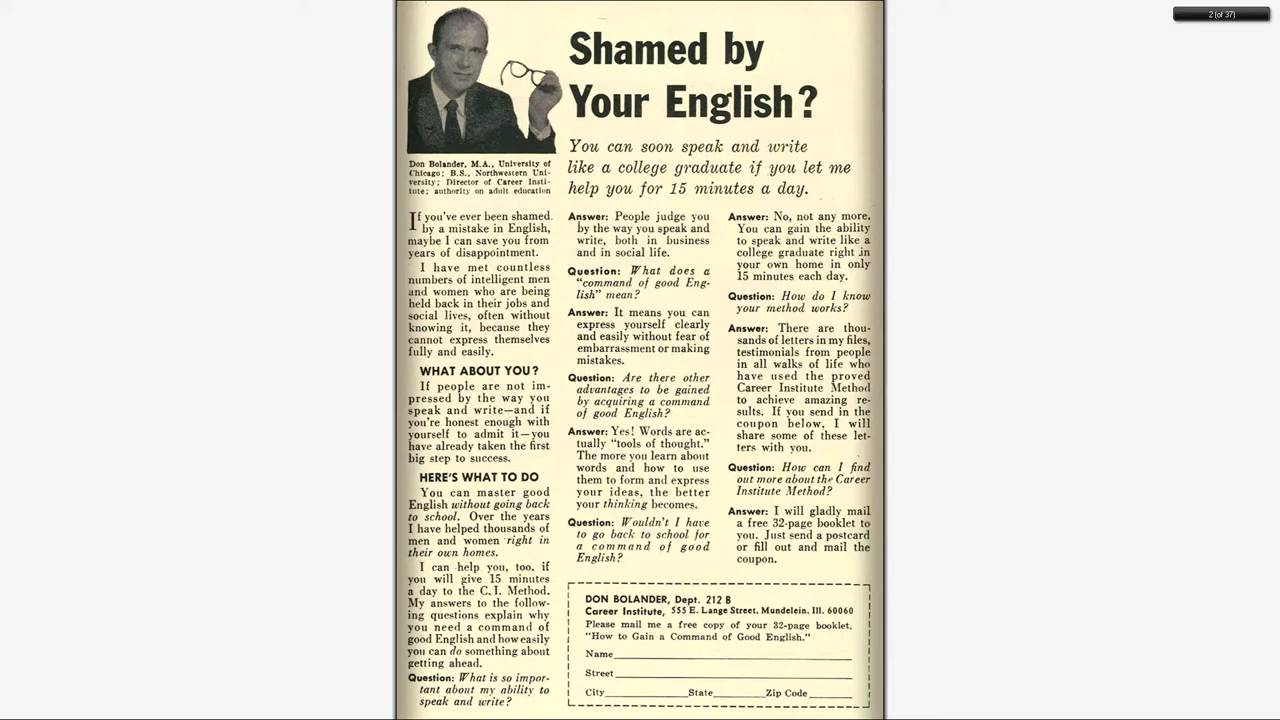 2 (of 37)
Shamed by
Your English?
You can soon speak and write
like a college graduate if you let me
help you for 15 minutes a day.
Don Bolander, M.A., University of
Chicago; B.S., Northwestern Uni-
versity; Director of Career Insti-
tute; authority on adult education
If you've ever been shamed
by a mistake in English,
maybe I can save you from
years of disappointment.
I have met countless
numbers of intelligent men
and women who are being
held back in their jobs and
social lives, often without
knowing it, because they
cannot express themselves
fully and easily.
WHAT ABOUT YOU?
If people are not im-
pressed by the way you
speak and write—and if
you're honest enough with
yourself to admit it—you
have already taken the first
big step to success.
HERE'S WHAT TO DO
You can master good
English without going back
to school. Over the years
I have helped thousands of
men and women right in
their own homes.
I can help you, too, if
you will give 15 minutes
a day to the C.I. Method.
My answers to the follow-
ing questions explain why
you need a command of
good English and how easily
you can do something about
getting ahead.
Question: What is so impor-
tant about my ability to
speak and write?
Answer: People judge you
by the way you speak and
write, both in business
and in social life.
Question: What does a
"command of good Eng-
lish" mean?
Answer: It means you can
express yourself clearly
and easily without fear of
embarrassment or making
mistakes.
Question: Are there other
advantages to be gained
by acquiring a command
of good English?
Answer: Yes! Words are ac-
tually "tools of thought."
The more you learn about
words and how to use
them to form and express
your ideas, the better
your thinking becomes.
Question: Wouldn't I have
to go back to school for
a command of good
English?
Answer: No, not any more.
You can gain the ability
to speak and write like a
college graduate right in
your own home in only
15 minutes each day.
Question: How do I know
your method works?
Answer: There are thou-
sands of letters in my files,
testimonials from people
in all walks of life who
have used the proved
Career Institute Method
to achieve amazing re-
sults. If you send in the
coupon below, I will
share some of these let-
ters with you.
Question: How can I find
out more about the Career
Institute Method?
Answer: I will gladly mail
a free 32-page booklet to
you. Just send a postcard
or fill out and mail the
coupon.
DON BOLANDER, Dept. 212 B
Career Institute, 555 E. Lange Street, Mundelein, Ill. 60060
Please mail me a free copy of your 32-page booklet,
"How to Gain a Command of Good English."
Name
Street
City State Zip Code